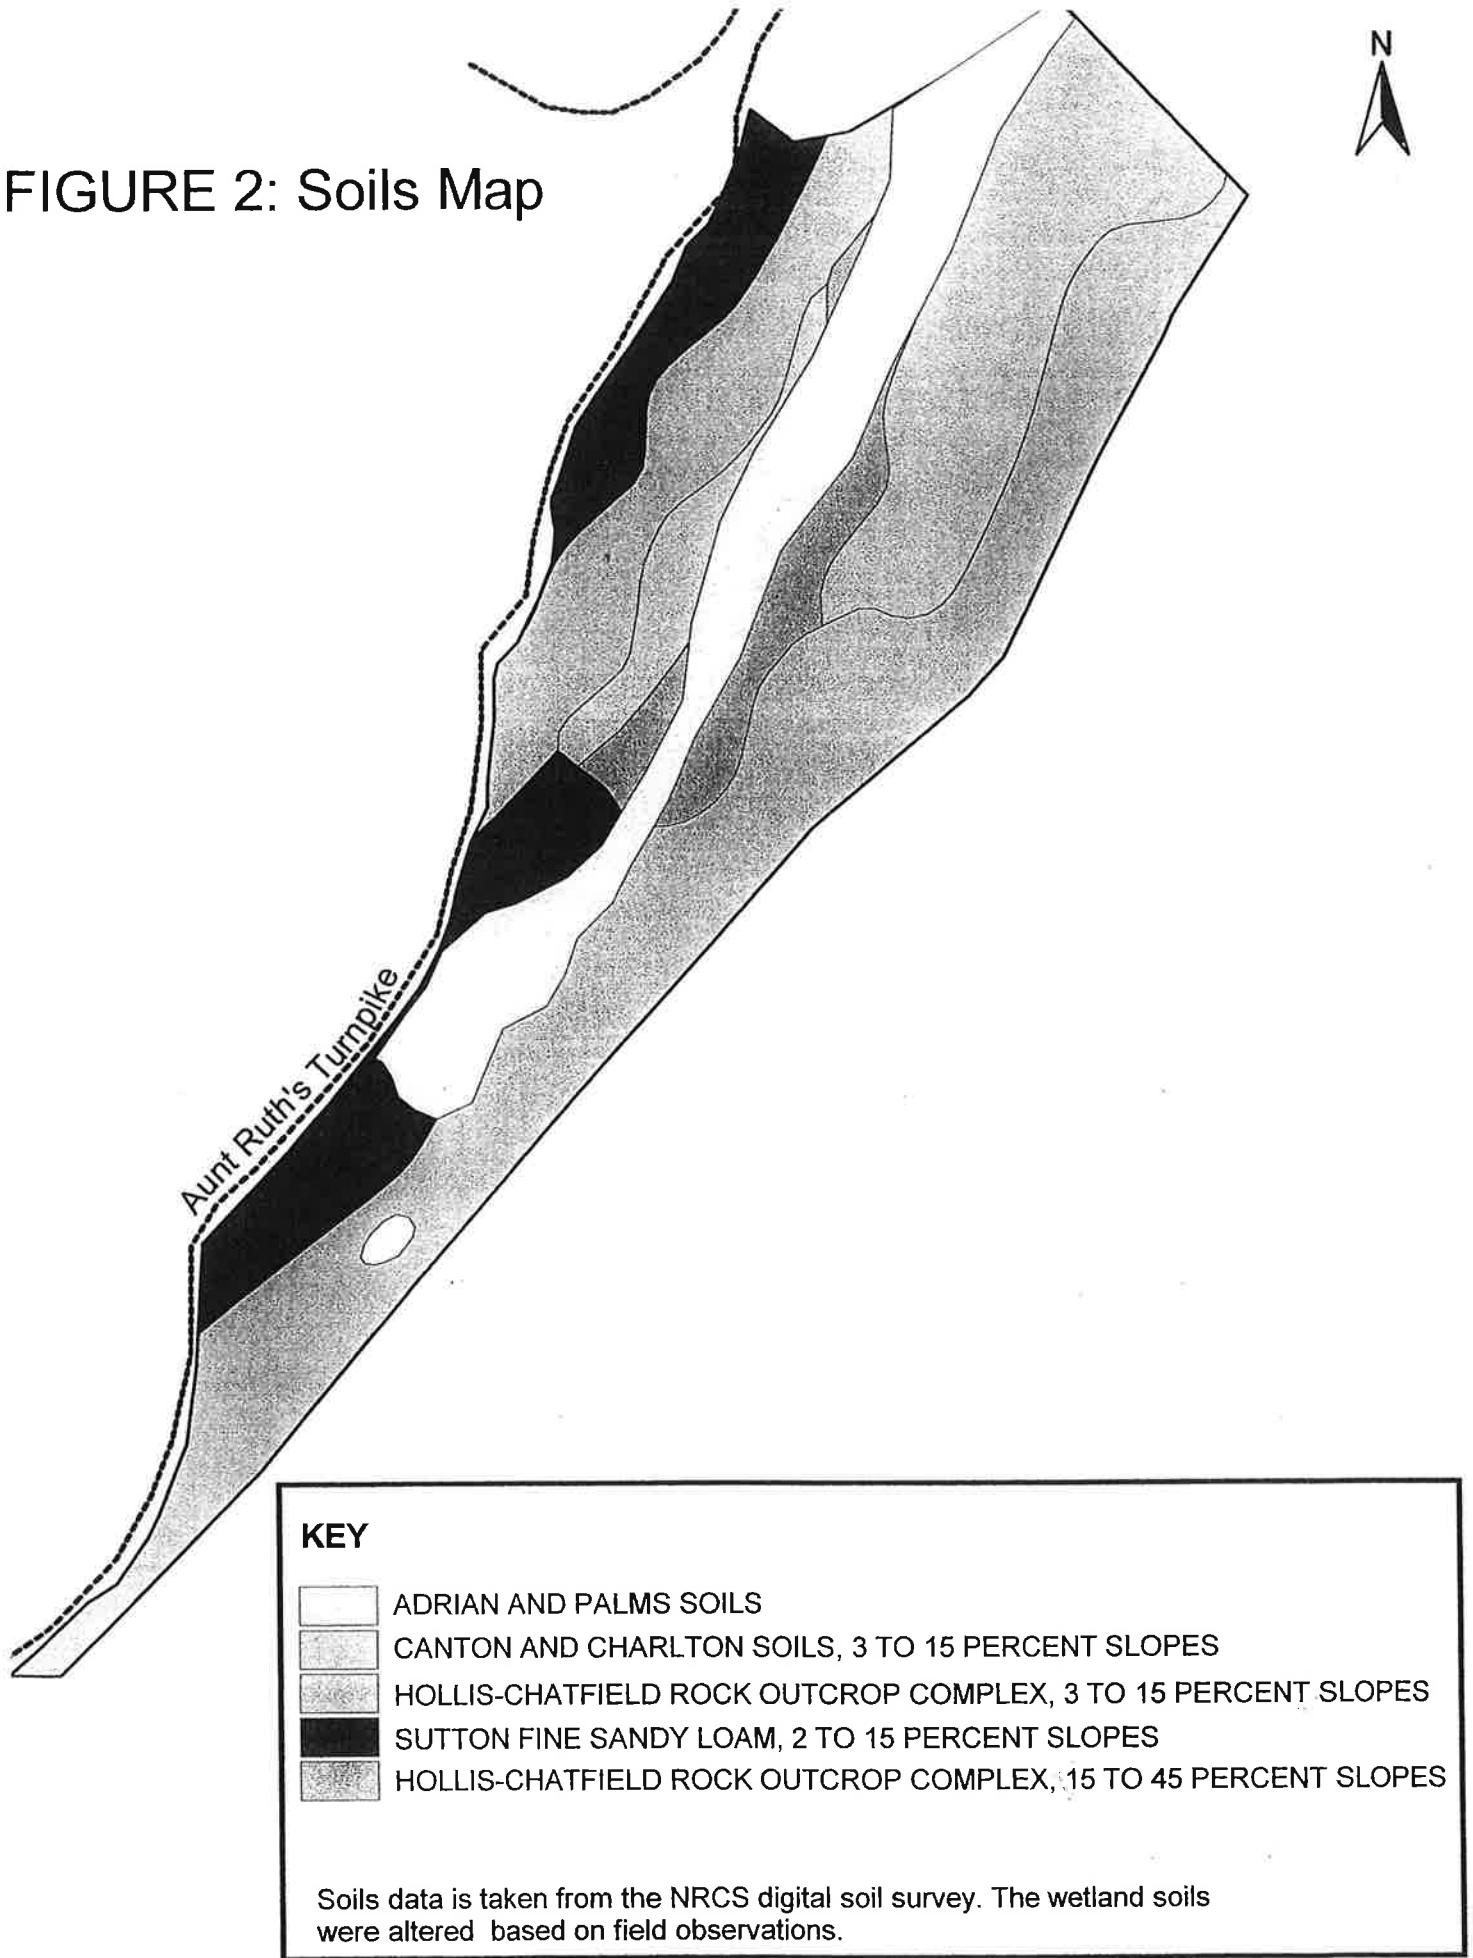 N
FIGURE 2: Soils Map
Aunt Ruth's Turnpike
KEY
ADRIAN AND PALMS SOILS
CANTON AND CHARLTON SOILS, 3 TO 15 PERCENT SLOPES
HOLLIS-CHATFIELD ROCK OUTCROP COMPLEX, 3 TO 15 PERCENT SLOPES
SUTTON FINE SANDY LOAM, 2 TO 15 PERCENT SLOPES
HOLLIS-CHATFIELD ROCK OUTCROP COMPLEX, 15 TO 45 PERCENT SLOPES
Soils data is taken from the NRCS digital soil survey. The wetland soils
were altered based on field observations.